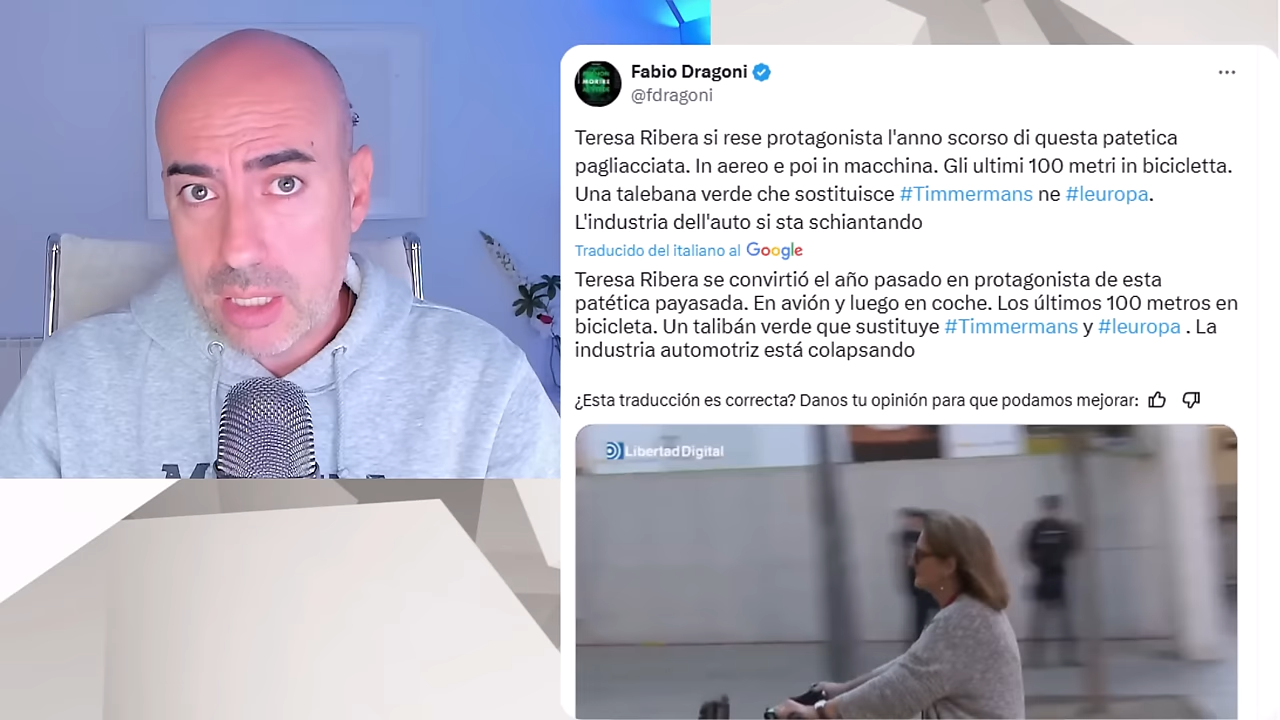 Fabio Dragoni
@fdragoni
Teresa Ribera si rese protagonista l'anno scorso di questa patetica
pagliacciata. In aereo e poi in macchina. Gli ultimi 100 metri in bicicletta.
Una talebana verde che sostituisce #Timmermans ne #leuropa.
L'industria dell'auto si sta schiantando
Traducido del italiano al Google
Teresa Ribera se convirtió el año pasado en protagonista de esta
patética payasada. En avión y luego en coche. Los últimos 100 metros en
bicicleta. Un talibán verde que sustituye #Timmermans y #leuropa . La
industria automotriz está colapsando
¿Esta traducción es correcta? Danos tu opinión para que podamos mejorar:
Libertad Digital